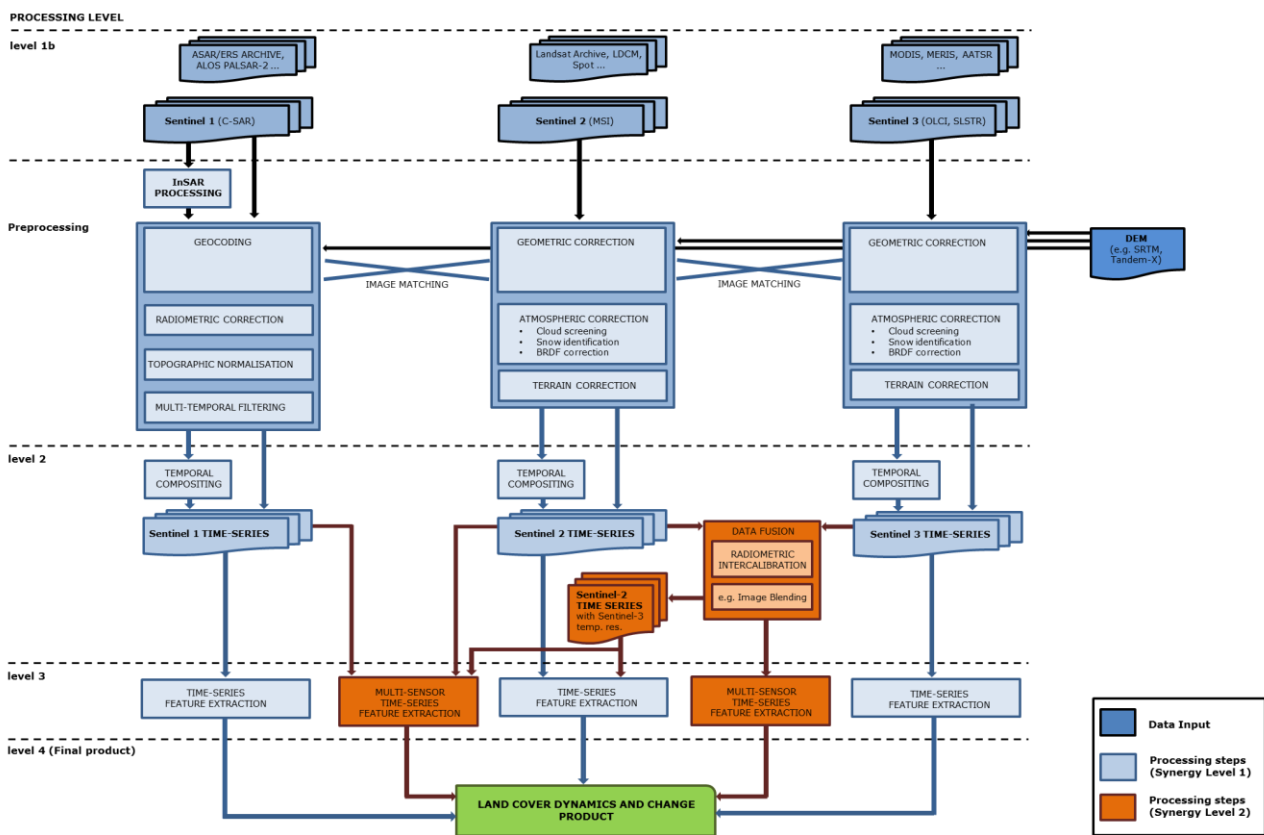 PROCESSING LEVEL
level 1b
ASAR/ERS ARCHIVE,
ALOS PALSAR-2 ...
Landsat Archive, LDCM,
Spot ...
MODIS, MERIS, AATSR
...
Sentinel 1 (C-SAR)
Sentinel 2 (MSI)
Sentinel 3 (OLCI, SLSTR)
InSAR
PROCESSING
Preprocessing
GEOCODING
GEOMETRIC CORRECTION
GEOMETRIC CORRECTION
DEM
(e.g. SRTM,
Tandem-X)
IMAGE MATCHING
IMAGE MATCHING
RADIOMETRIC CORRECTION
TOPOGRAPHIC NORMALISATION
MULTI-TEMPORAL FILTERING
ATMOSPHERIC CORRECTION
• Cloud screening
• Snow identification
• BRDF correction
TERRAIN CORRECTION
ATMOSPHERIC CORRECTION
• Cloud screening
• Snow identification
• BRDF correction
TERRAIN CORRECTION
level 2
TEMPORAL
COMPOSITING
TEMPORAL
COMPOSITING
TEMPORAL
COMPOSITING
Sentinel 1 TIME-SERIES
Sentinel 2 TIME-SERIES
DATA FUSION
RADIOMETRIC
INTERCALIBRATION
e.g. Image Blending
Sentinel 3 TIME-SERIES
Sentinel-2
TIME SERIES
with Sentinel-3
temp. res.
level 3
TIME-SERIES
FEATURE EXTRACTION
MULTI-SENSOR
TIME-SERIES
FEATURE EXTRACTION
TIME-SERIES
FEATURE EXTRACTION
MULTI-SENSOR
TIME-SERIES
FEATURE EXTRACTION
TIME-SERIES
FEATURE EXTRACTION
level 4 (Final product)
LAND COVER DYNAMICS AND CHANGE
PRODUCT
Data Input
Processing steps
(Synergy Level 1)
Processing steps
(Synergy Level 2)